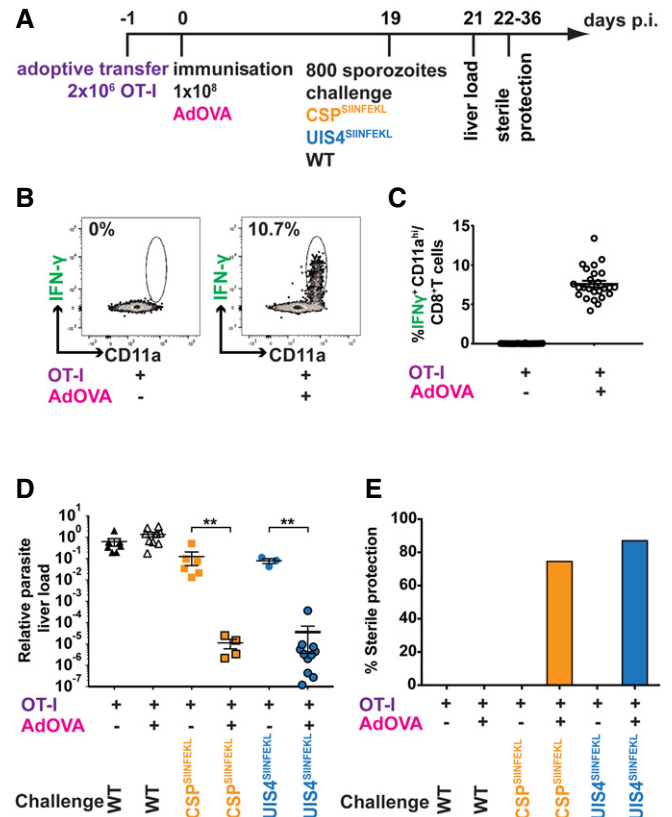 A
-1 0 19 21 22-36 days p.i.
adoptive transfer
2x10⁶ OT-I
immunisation
1x10⁸
AdOVA
800 sporozoites
challenge
CSP^SIINFEKL
UIS4^SIINFEKL
WT
liver load
sterile
protection
B
0%
10.7%
IFN-γ
IFN-γ
CD11a
CD11a
OT-I + +
AdOVA - +
C
%IFNγ⁺ CD11a^hi/
CD8⁺T cells
15
10
5
0
OT-I + +
AdOVA - +
D
Relative parasite
liver load
10¹
10⁰
10⁻¹
10⁻²
10⁻³
10⁻⁴
10⁻⁵
10⁻⁶
10⁻⁷
** **
OT-I + + + + + +
AdOVA - + - + - +
Challenge WT WT CSP^SIINFEKL CSP^SIINFEKL UIS4^SIINFEKL UIS4^SIINFEKL
E
% Sterile protection
100
80
60
40
20
0
OT-I + + + + + +
AdOVA - + - + - +
Challenge WT WT CSP^SIINFEKL CSP^SIINFEKL UIS4^SIINFEKL UIS4^SIINFEKL